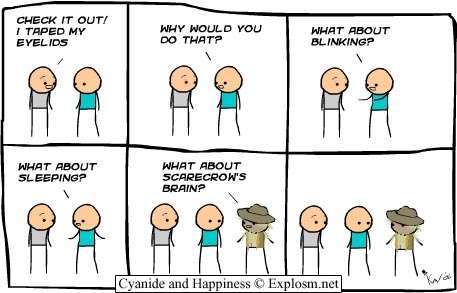 CHECK IT OUT!
I TAPED MY
EYELIDS
WHY WOULD YOU
DO THAT?
WHAT ABOUT
BLINKING?
WHAT ABOUT
SLEEPING?
WHAT ABOUT
SCARECROW'S
BRAIN?
Cyanide and Happiness © Explosm.net